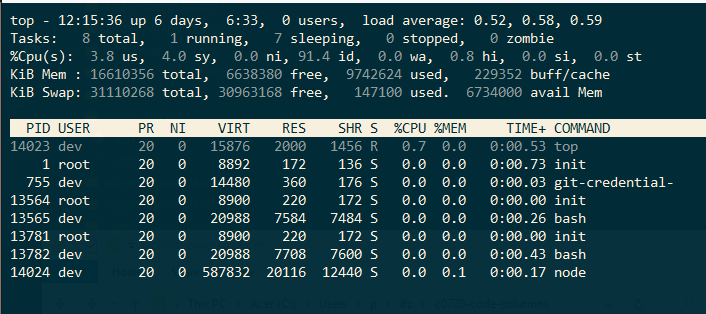 top - 12:15:36 up 6 days,  6:33,  0 users,  load average: 0.52, 0.58, 0.59
Tasks:   8 total,   1 running,   7 sleeping,   0 stopped,   0 zombie
%Cpu(s):  3.8 us,  4.0 sy,  0.0 ni, 91.4 id,  0.0 wa,  0.8 hi,  0.0 si,  0.0 st
KiB Mem : 16610356 total,  6638380 free,  9742624 used,   229352 buff/cache
KiB Swap: 31110268 total, 30963168 free,   147100 used.  6734000 avail Mem
  PID USER      PR  NI    VIRT    RES    SHR S  %CPU %MEM     TIME+ COMMAND
14023 dev       20   0   15876   2000   1456 R   0.7  0.0   0:00.53 top
    1 root      20   0    8892    172    136 S   0.0  0.0   0:00.73 init
  755 dev       20   0   14480    360    176 S   0.0  0.0   0:00.03 git-credential-
13564 root      20   0    8900    220    172 S   0.0  0.0   0:00.00 init
13565 dev       20   0   20988   7584   7484 S   0.0  0.0   0:00.26 bash
13781 root      20   0    8900    220    172 S   0.0  0.0   0:00.00 init
13782 dev       20   0   20988   7708   7600 S   0.0  0.0   0:00.43 bash
14024 dev       20   0  587832  20116  12440 S   0.0  0.1   0:00.17 node